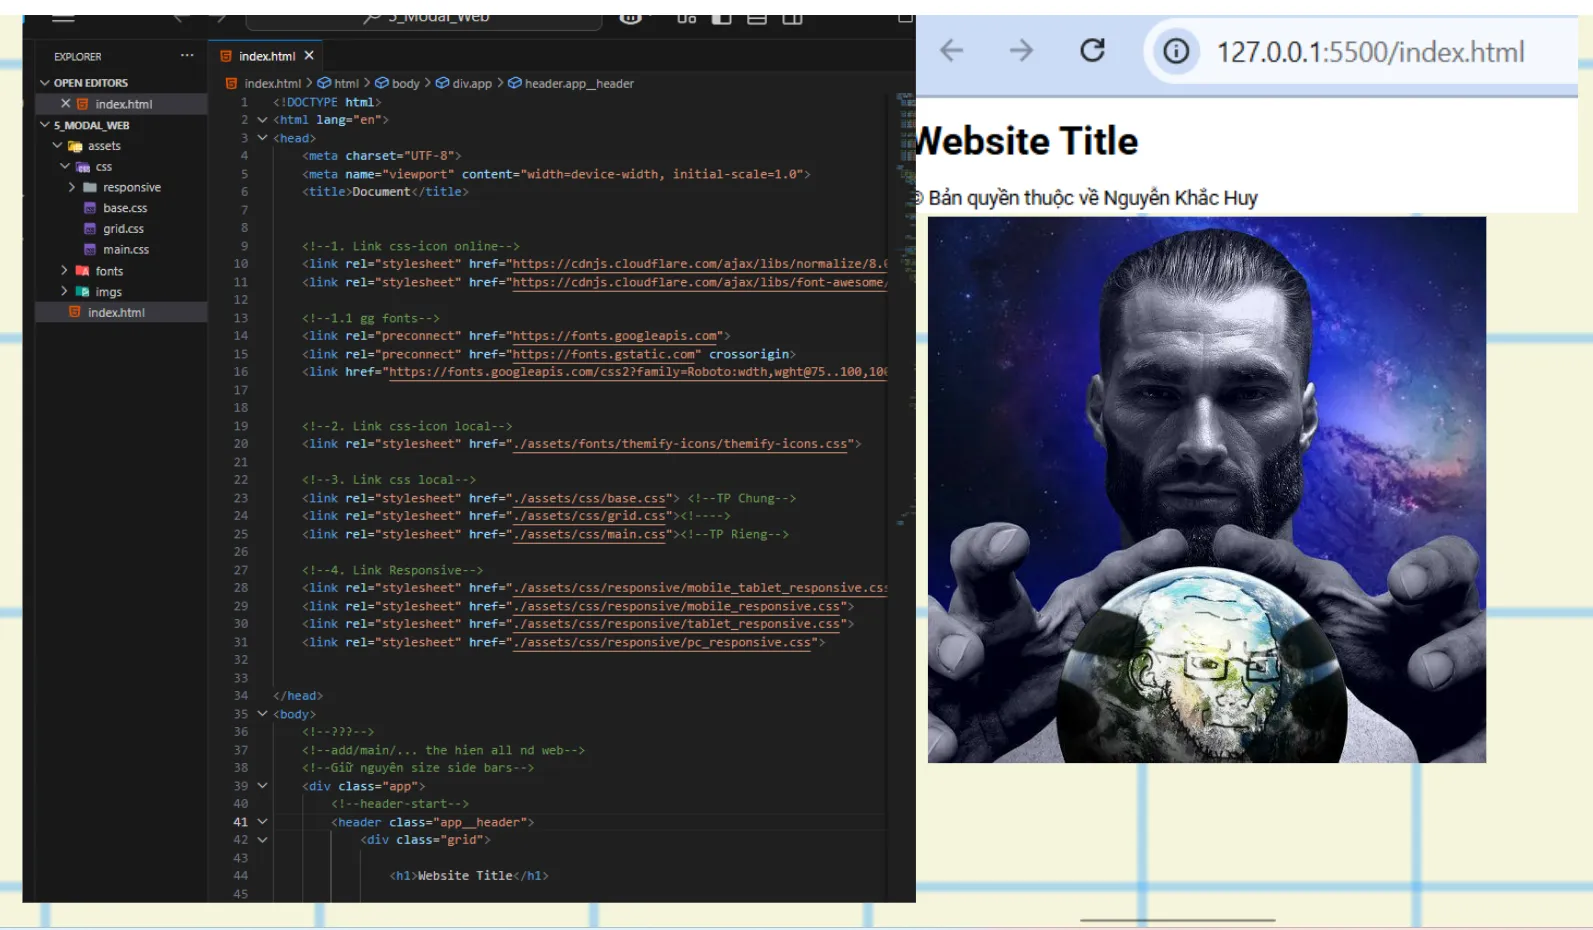 5_Modal_Web
EXPLORER
OPEN EDITORS
index.html
5_MODAL_WEB
assets
css
responsive
base.css
grid.css
main.css
fonts
imgs
index.html
index.html
index.html > html > body > div.app > header.app__header
1 <!DOCTYPE html>
2 <html lang="en">
3 <head>
4 <meta charset="UTF-8">
5 <meta name="viewport" content="width=device-width, initial-scale=1.0">
6 <title>Document</title>
7
8
9 <!--1. Link css-icon online-->
10 <link rel="stylesheet" href="https://cdnjs.cloudflare.com/ajax/libs/normalize/8.0
11 <link rel="stylesheet" href="https://cdnjs.cloudflare.com/ajax/libs/font-awesome/
12
13 <!--1.1 gg fonts-->
14 <link rel="preconnect" href="https://fonts.googleapis.com">
15 <link rel="preconnect" href="https://fonts.gstatic.com" crossorigin>
16 <link href="https://fonts.googleapis.com/css2?family=Roboto:wdth,wght@75..100,100
17
18
19 <!--2. Link css-icon local-->
20 <link rel="stylesheet" href="./assets/fonts/themify-icons/themify-icons.css">
21
22 <!--3. Link css local-->
23 <link rel="stylesheet" href="./assets/css/base.css"> <!--TP Chung-->
24 <link rel="stylesheet" href="./assets/css/grid.css"><!---->
25 <link rel="stylesheet" href="./assets/css/main.css"><!--TP Rieng-->
26
27 <!--4. Link Responsive-->
28 <link rel="stylesheet" href="./assets/css/responsive/mobile_tablet_responsive.css
29 <link rel="stylesheet" href="./assets/css/responsive/mobile_responsive.css">
30 <link rel="stylesheet" href="./assets/css/responsive/tablet_responsive.css">
31 <link rel="stylesheet" href="./assets/css/responsive/pc_responsive.css">
32
33
34 </head>
35 <body>
36 <!--???-->
37 <!--add/main/... the hien all nd web-->
38 <!--Giữ nguyên size side bars-->
39 <div class="app">
40 <!--header-start-->
41 <header class="app__header">
42 <div class="grid">
43
44 <h1>Website Title</h1>
45
127.0.0.1:5500/index.html
Website Title
© Bản quyền thuộc về Nguyễn Khắc Huy